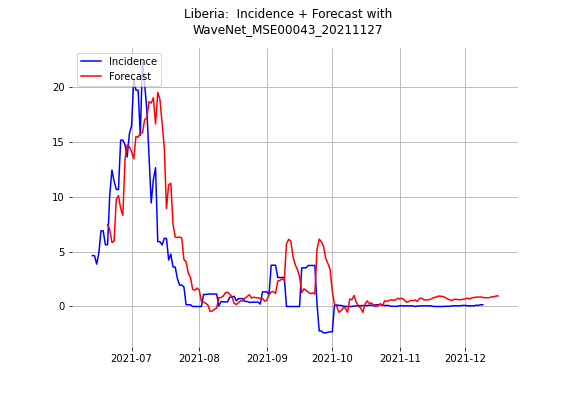 Liberia:  Incidence + Forecast with
WaveNet_MSE00043_20211127
Incidence
Forecast
20
15
10
5
0
2021-07 2021-08 2021-09 2021-10 2021-11 2021-12